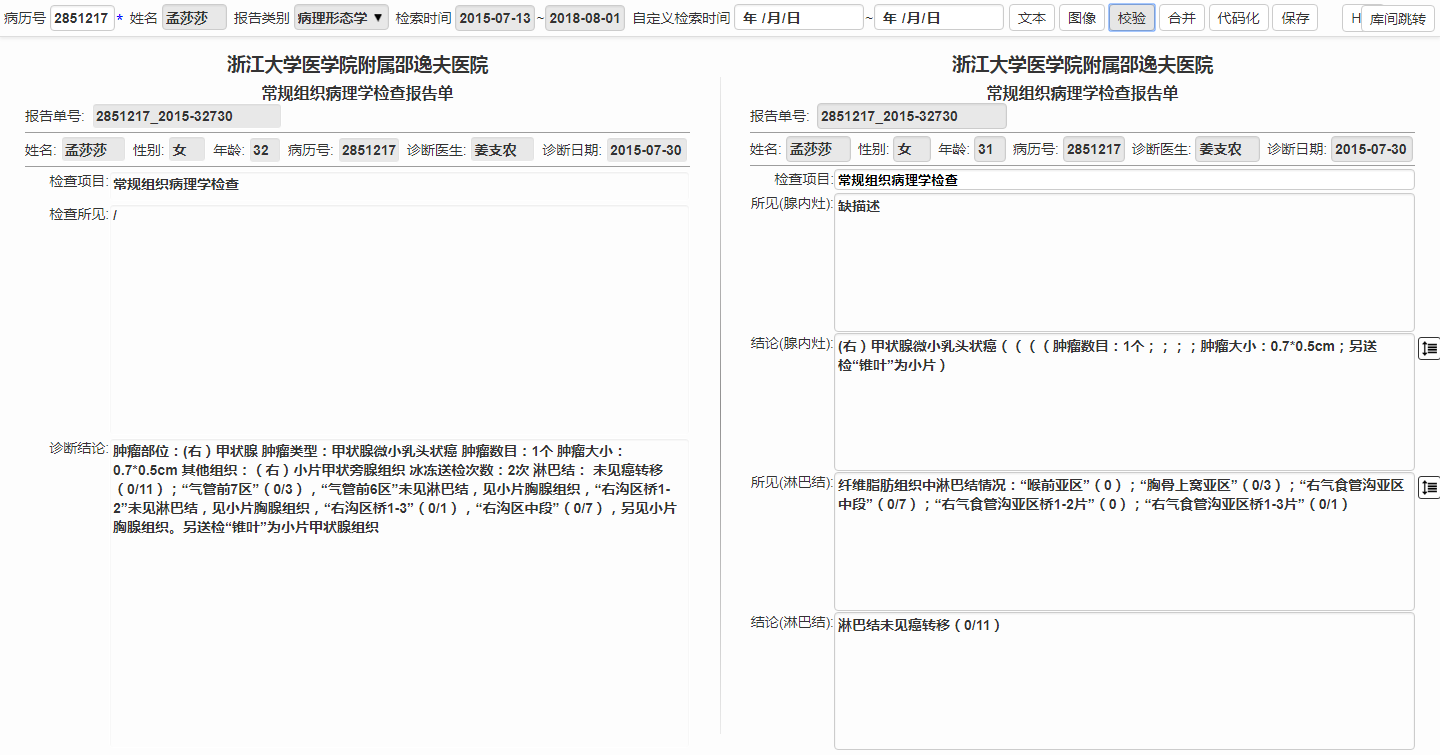 病历号 2851217 * 姓名 孟莎莎 报告类别 病理形态学 ▼ 检索时间 2015-07-13 ~ 2018-08-01 自定义检索时间 年 /月/日 ~ 年 /月/日 文本 图像 校验 合并 代码化 保存 H 库间跳转
浙江大学医学院附属邵逸夫医院
常规组织病理学检查报告单
报告单号: 2851217_2015-32730
姓名: 孟莎莎 性别: 女 年龄: 32 病历号: 2851217 诊断医生: 姜支农 诊断日期: 2015-07-30
检查项目: 常规组织病理学检查
检查所见: /
诊断结论: 肿瘤部位：(右）甲状腺 肿瘤类型：甲状腺微小乳头状癌 肿瘤数目：1个 肿瘤大小：
0.7*0.5cm 其他组织：（右）小片甲状旁腺组织 冰冻送检次数：2次 淋巴结： 未见癌转移
（0/11）；“气管前7区”（0/3），“气管前6区”未见淋巴结，见小片胸腺组织，“右沟区桥1-
2”未见淋巴结，见小片胸腺组织，“右沟区桥1-3”（0/1），“右沟区中段”（0/7），另见小片
胸腺组织。另送检“锥叶”为小片甲状腺组织
浙江大学医学院附属邵逸夫医院
常规组织病理学检查报告单
报告单号: 2851217_2015-32730
姓名: 孟莎莎 性别: 女 年龄: 31 病历号: 2851217 诊断医生: 姜支农 诊断日期: 2015-07-30
检查项目: 常规组织病理学检查
所见(腺内灶): 缺描述
结论(腺内灶): (右）甲状腺微小乳头状癌（（（（肿瘤数目：1个；；；；肿瘤大小：0.7*0.5cm；另送
检“锥叶”为小片）
所见(淋巴结): 纤维脂肪组织中淋巴结情况：“喉前亚区”（0）；“胸骨上窝亚区”（0/3）；“右气食管沟亚区
中段”（0/7）；“右气食管沟亚区桥1-2片”（0）；“右气食管沟亚区桥1-3片”（0/1）
结论(淋巴结): 淋巴结未见癌转移（0/11）